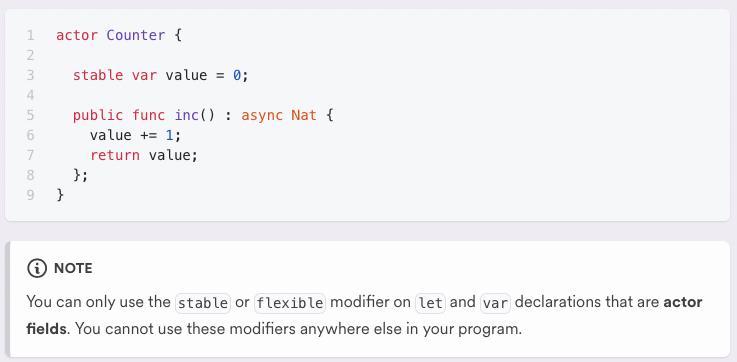 1 actor Counter {
2
3 stable var value = 0;
4
5 public func inc() : async Nat {
6 value += 1;
7 return value;
8 };
9 }
NOTE
You can only use the stable or flexible modifier on let and var declarations that are actor
fields. You cannot use these modifiers anywhere else in your program.